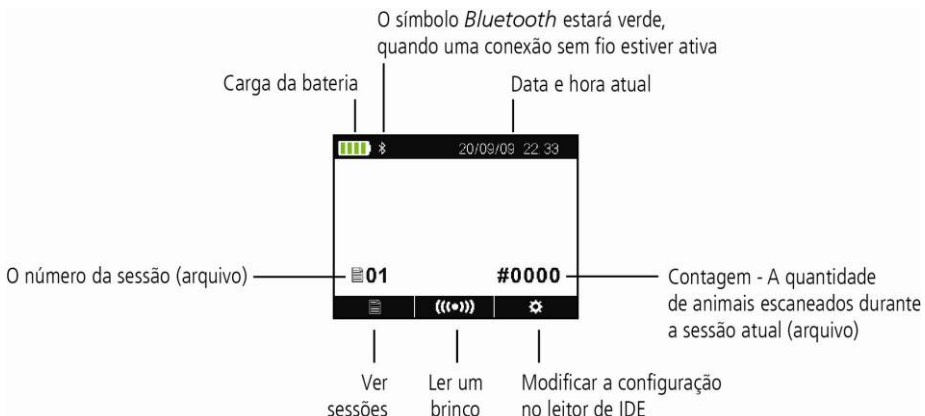 O símbolo Bluetooth estará verde,
quando uma conexão sem fio estiver ativa
Carga da bateria
Data e hora atual
20/09/09 22:33
O número da sessão (arquivo)
01
#0000
Contagem - A quantidade
de animais escaneados durante
a sessão atual (arquivo)
Ver
sessões
Ler um
brinco
Modificar a configuração
no leitor de IDE